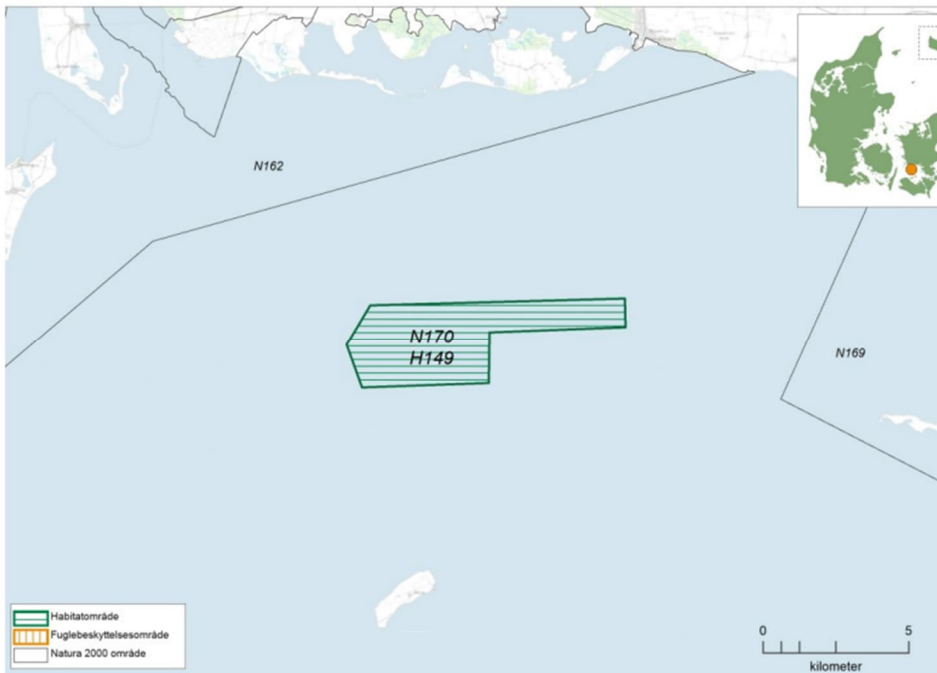 N162
N170
H149
N169
Habitatområde
Fuglebeskyttelsesområde
Natura 2000 område
0 5
kilometer